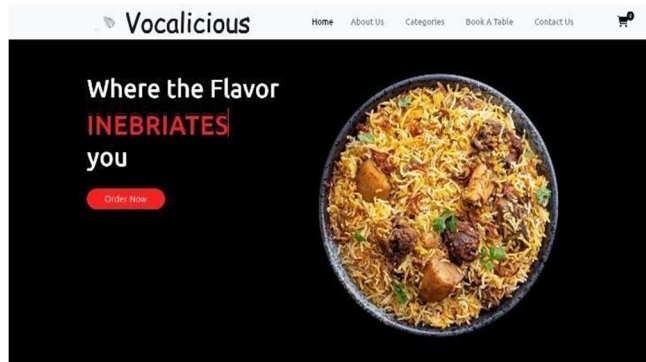 Vocalicious
Home About Us Categories Book A Table Contact Us
0
Where the Flavor
INEBRIATES
you
Order Now